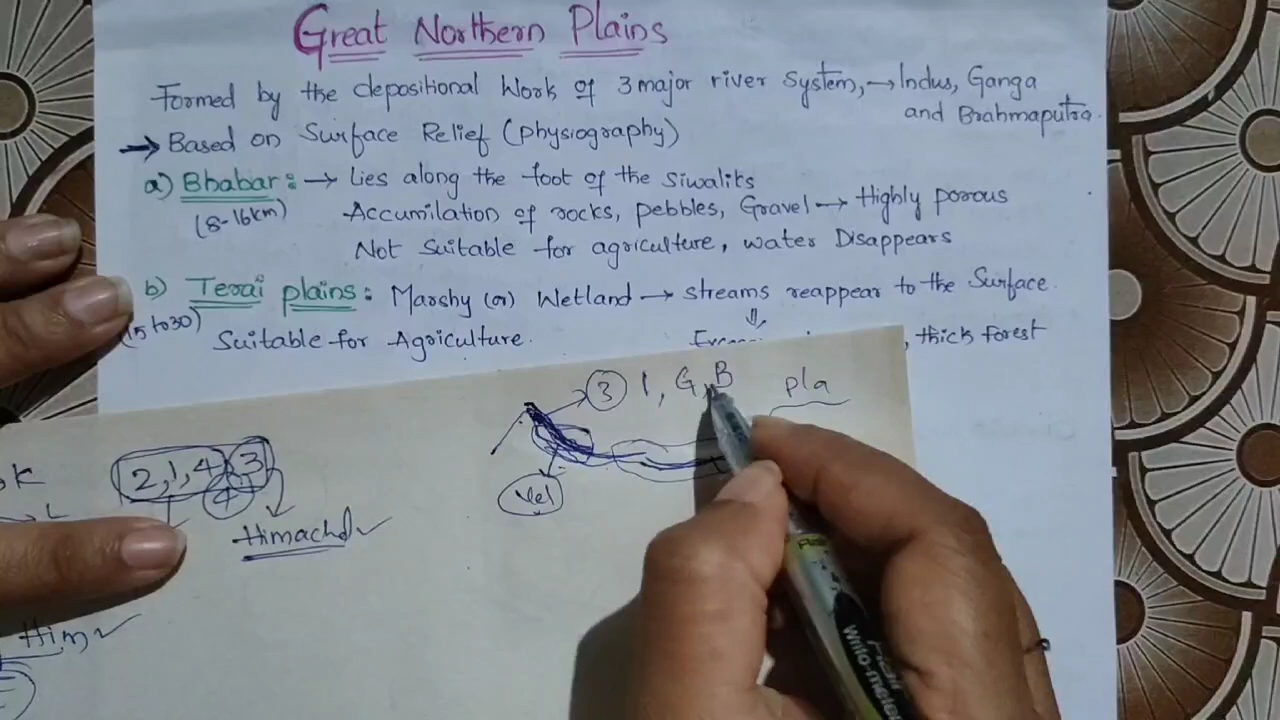 Great Northern Plains
Formed by the depositional Work of 3 major river System, → Indus, Ganga
and Brahmaputra.
→ Based on Surface Relief (physiography)
a) Bhabar: → Lies along the foot of the Siwaliks
(8-16km) Accumilation of rocks, pebbles, Gravel → Highly porous
Not Suitable for agriculture, water Disappears
b) Terai plains: Marshy (or) Wetland → streams reappear to the Surface.
(15 to 30) Suitable for Agriculture. , thick forest
③ I, G, B pla
2, 1, 4, 3
4
Vel
Himachal ✓
Him ✓